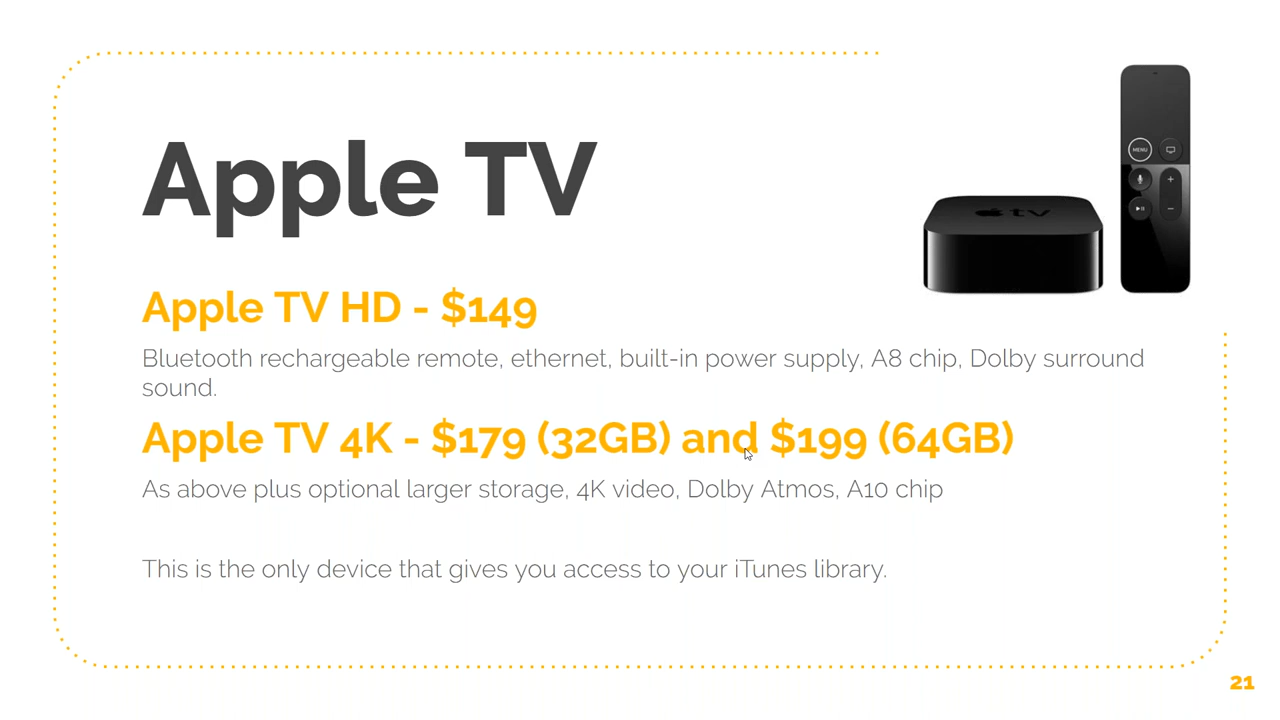 Apple TV
tv
MENU
Apple TV HD - $149
Bluetooth rechargeable remote, ethernet, built-in power supply, A8 chip, Dolby surround
sound.
Apple TV 4K - $179 (32GB) and $199 (64GB)
As above plus optional larger storage, 4K video, Dolby Atmos, A10 chip
This is the only device that gives you access to your iTunes library.
21